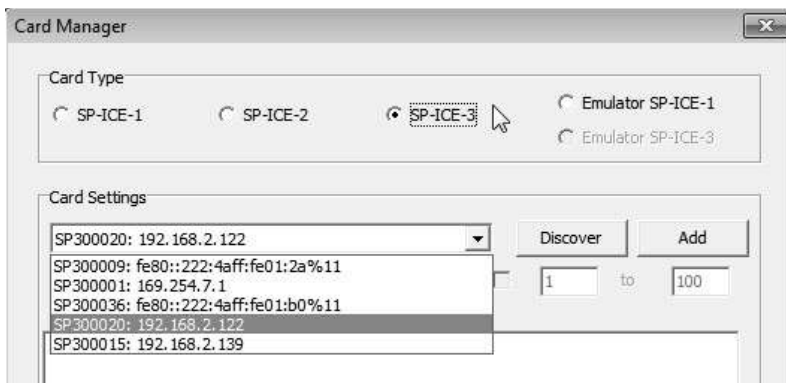 Card Manager
Card Type
SP-ICE-1
SP-ICE-2
SP-ICE-3
Emulator SP-ICE-1
Emulator SP-ICE-3
Card Settings
SP300020: 192.168.2.122
Discover
Add
SP300009: fe80::222:4aff:fe01:2a%11
SP300001: 169.254.7.1
SP300036: fe80::222:4aff:fe01:b0%11
SP300020: 192.168.2.122
SP300015: 192.168.2.139
1 to 100